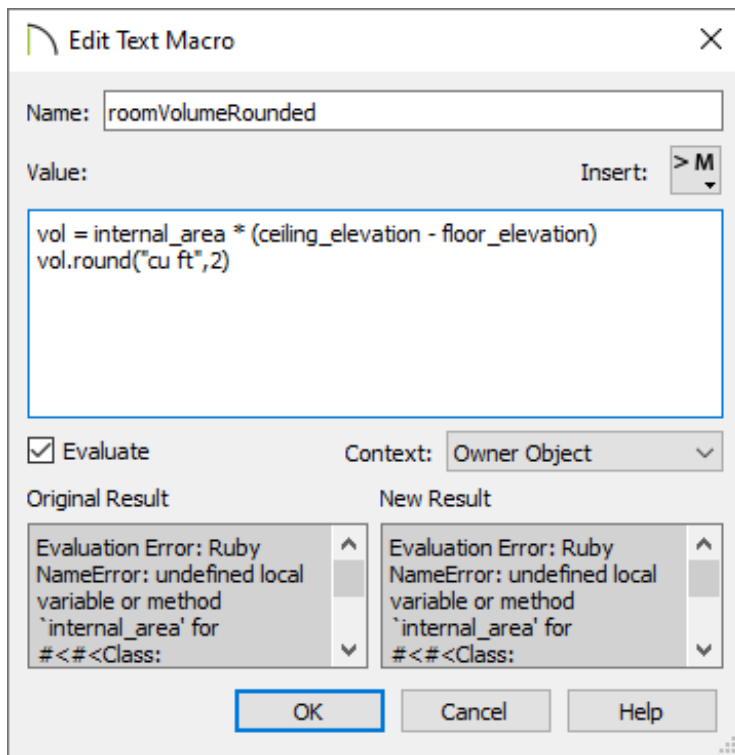 Edit Text Macro
Name: roomVolumeRounded
Value: Insert: > M
vol = internal_area * (ceiling_elevation - floor_elevation)
vol.round("cu ft",2)
Evaluate Context: Owner Object
Original Result New Result
Evaluation Error: Ruby Evaluation Error: Ruby
NameError: undefined local NameError: undefined local
variable or method variable or method
`internal_area' for `internal_area' for
#<#<Class: #<#<Class:
OK Cancel Help